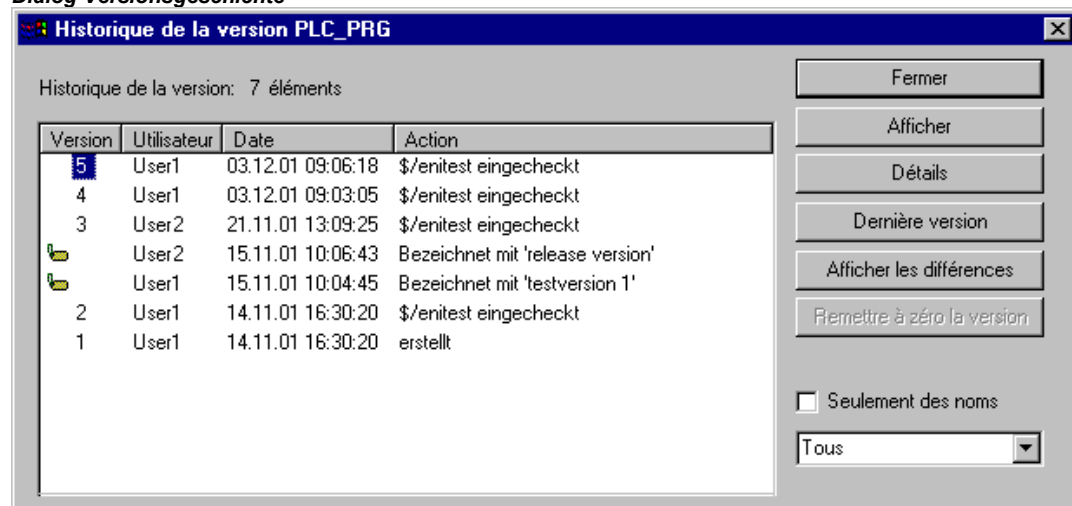 Dialog Versionsgeschichte
Historique de la version PLC_PRG
Historique de la version: 7 éléments
Version Utilisateur Date Action
5 User1 03.12.01 09:06:18 $/enitest eingecheckt
4 User1 03.12.01 09:03:05 $/enitest eingecheckt
3 User2 21.11.01 13:09:25 $/enitest eingecheckt
User2 15.11.01 10:06:43 Bezeichnet mit 'release version'
User1 15.11.01 10:04:45 Bezeichnet mit 'testversion 1'
2 User1 14.11.01 16:30:20 $/enitest eingecheckt
1 User1 14.11.01 16:30:20 erstellt
Fermer
Afficher
Détails
Dernière version
Afficher les différences
Remettre à zéro la version
Seulement des noms
Tous